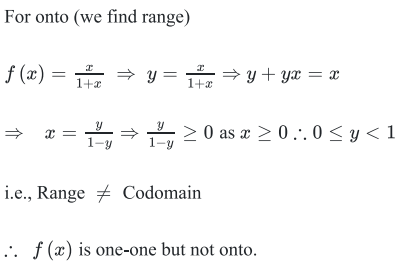 For onto (we find range)
f (x) = x/(1+x) ⇒ y = x/(1+x) ⇒ y + yx = x
⇒ x = y/(1−y) ⇒ y/(1−y) ≥ 0 as x ≥ 0 ∴ 0 ≤ y < 1
i.e., Range ≠ Codomain
∴ f (x) is one-one but not onto.